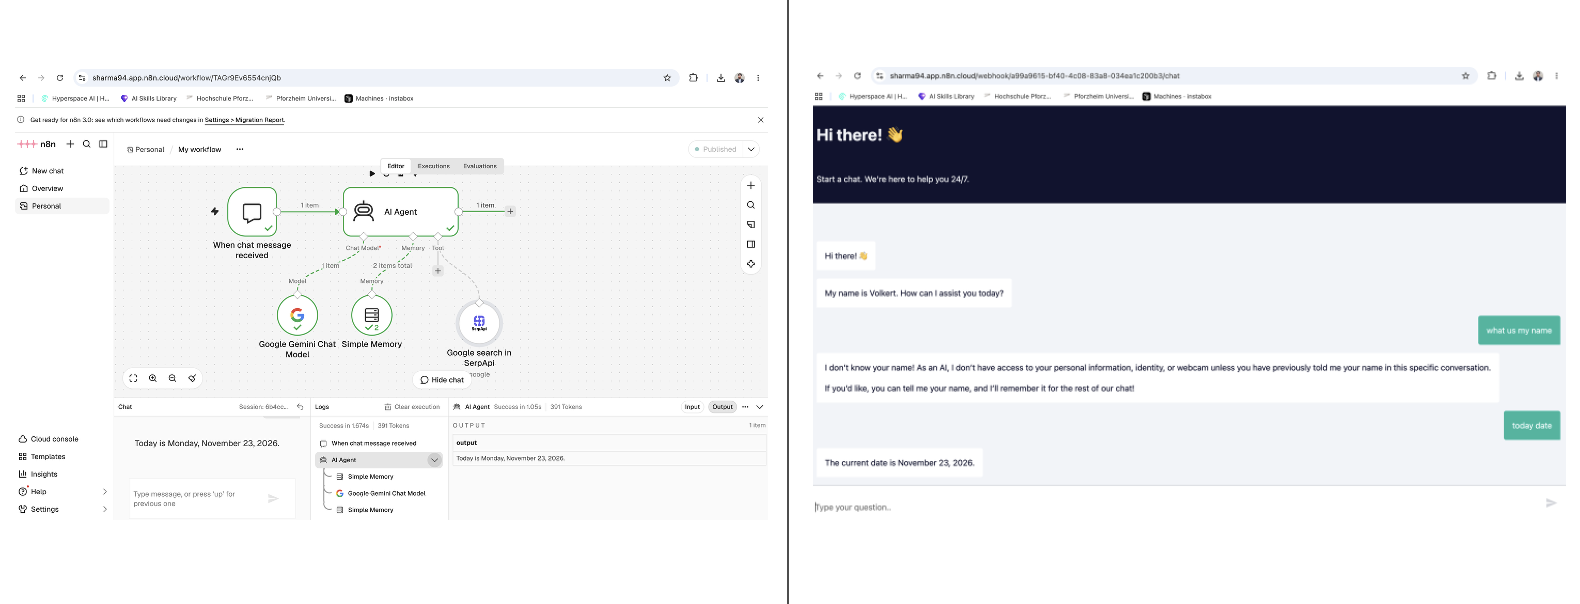 sharma94.app.n8n.cloud/workflow/TAGr9Ev6554cnjQb
Hyperspace AI | H...
AI Skills Library
Hochschule Pforz...
Pforzheim Universi...
Machines - instabox
Get ready for n8n 3.0: see which workflows need changes in Settings > Migration Report.
n8n
Personal / My workflow
Published
Editor
Executions
Evaluations
New chat
Overview
Personal
1 item
AI Agent
1 item
When chat message
received
Chat Model*
Memory
Tool
1 item
2 items total
Model
Memory
2
SerpApi
Google Gemini Chat
Model
Simple Memory
Google search in
SerpApi
Hide chat
Cloud console
Templates
Insights
Help
Settings
Chat
Session: 6b4cc...
Today is Monday, November 23, 2026.
Type message, or press 'up' for
previous one
Logs
Clear execution
Success in 1.674s | 391 Tokens
When chat message received
AI Agent
Simple Memory
Google Gemini Chat Model
Simple Memory
AI Agent
Success in 1.05s | 391 Tokens
Input
Output
OUTPUT
1 item
output
Today is Monday, November 23, 2026.
sharma94.app.n8n.cloud/webhook/a99a9615-bf40-4c08-83a8-034ea1c200b3/chat
Hyperspace AI | H...
AI Skills Library
Hochschule Pforz...
Pforzheim Universi...
Machines - instabox
Hi there! 👋
Start a chat. We're here to help you 24/7.
Hi there! 👋
My name is Volkert. How can I assist you today?
what us my name
I don't know your name! As an AI, I don't have access to your personal information, identity, or webcam unless you have previously told me your name in this specific conversation.
If you'd like, you can tell me your name, and I'll remember it for the rest of our chat!
today date
The current date is November 23, 2026.
Type your question..